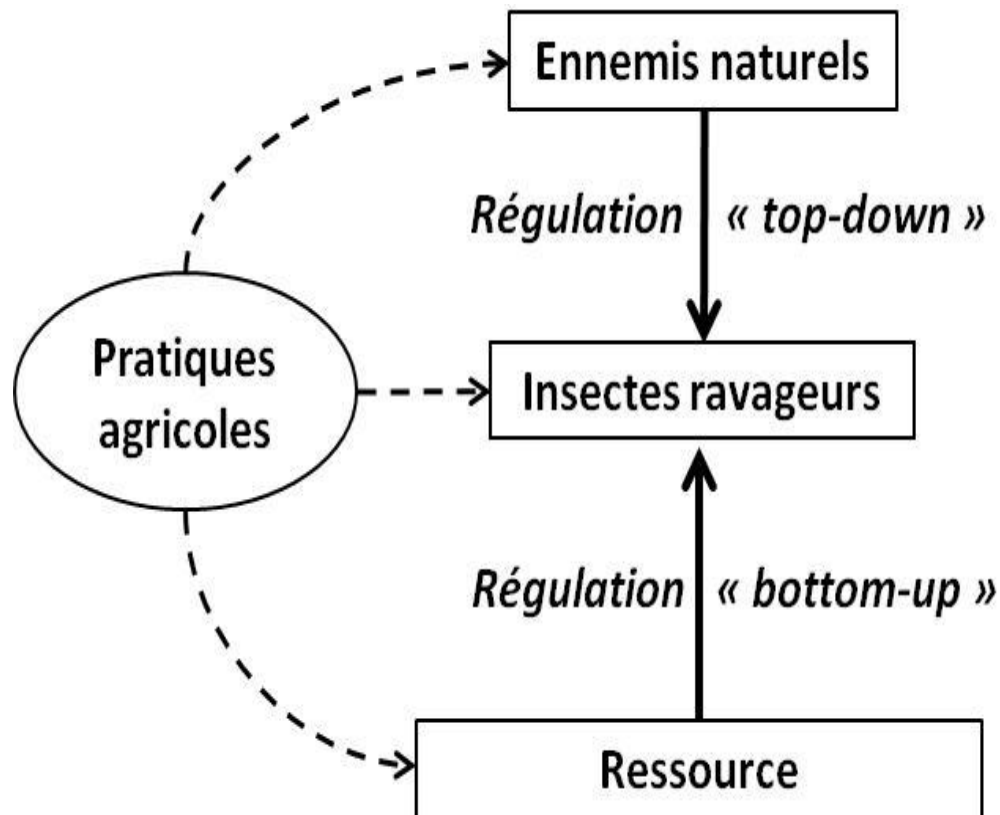 Ennemis naturels
Régulation « top-down »
Pratiques
agricoles
Insectes ravageurs
Régulation « bottom-up »
Ressource